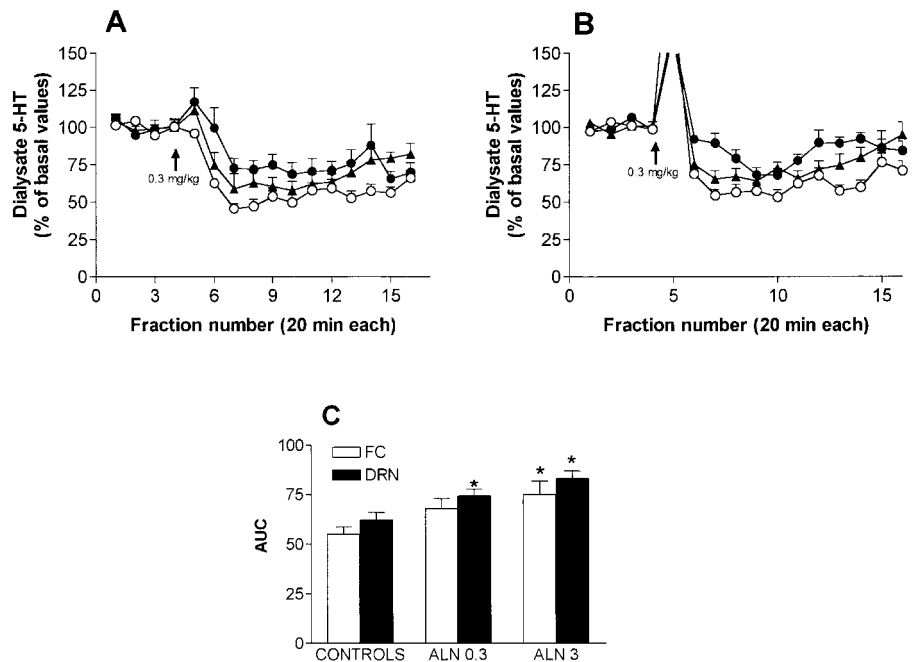 A
Dialysate 5-HT
(% of basal values)
150
125
100
75
50
25
0
0.3 mg/kg
0 3 6 9 12 15
Fraction number (20 min each)
B
Dialysate 5-HT
(% of basal values)
150
125
100
75
50
25
0
0.3 mg/kg
0 5 10 15
Fraction number (20 min each)
C
AUC
100
75
50
25
0
FC
DRN
*
* *
CONTROLS ALN 0.3 ALN 3